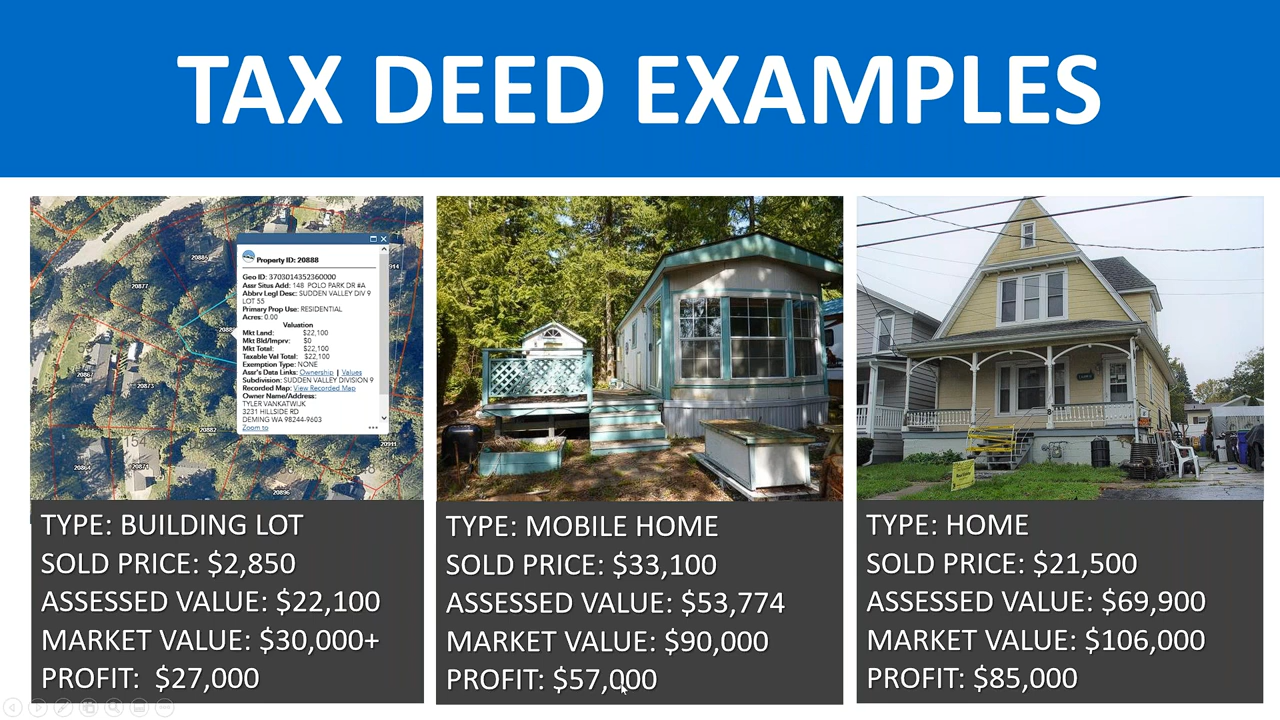 TAX DEED EXAMPLES
Property ID: 20888
Geo ID: 3703014352360000
Assr Situs Add: 148 POLO PARK DR #A
Abbrv Legl Desc: SUDDEN VALLEY DIV 9
LOT 55
Primary Prop Use: RESIDENTIAL
Acres: 0.00
Valuation
Mkt Land: $22,100
Mkt Bld/Imprv: $0
Mkt Total: $22,100
Taxable Val Total: $22,100
Exemption Type: NONE
Assr's Data Links: Ownership | Values
Subdivision: SUDDEN VALLEY DIVISION 9
Recorded Map: View Recorded Map
Owner Name/Address:
TYLER VANKATWIJK
3231 HILLSIDE RD
DEMING WA 98244-9603
Zoom to
20877
20873
20882
20864
20896
20911
154
TYPE: BUILDING LOT
SOLD PRICE: $2,850
ASSESSED VALUE: $22,100
MARKET VALUE: $30,000+
PROFIT: $27,000
TYPE: MOBILE HOME
SOLD PRICE: $33,100
ASSESSED VALUE: $53,774
MARKET VALUE: $90,000
PROFIT: $57,000
TYPE: HOME
SOLD PRICE: $21,500
ASSESSED VALUE: $69,900
MARKET VALUE: $106,000
PROFIT: $85,000